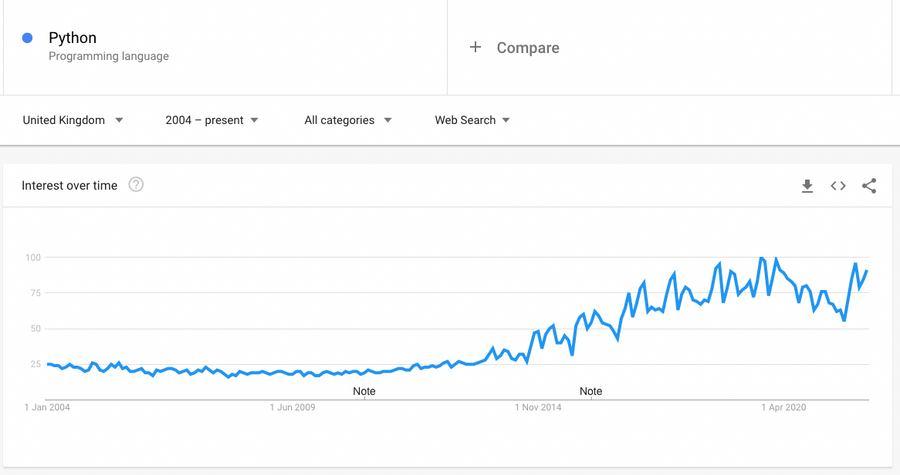 Python
Programming language
+ Compare
United Kingdom
2004 – present
All categories
Web Search
Interest over time ?
100
75
50
25
Note
Note
1 Jan 2004
1 Jun 2009
1 Nov 2014
1 Apr 2020